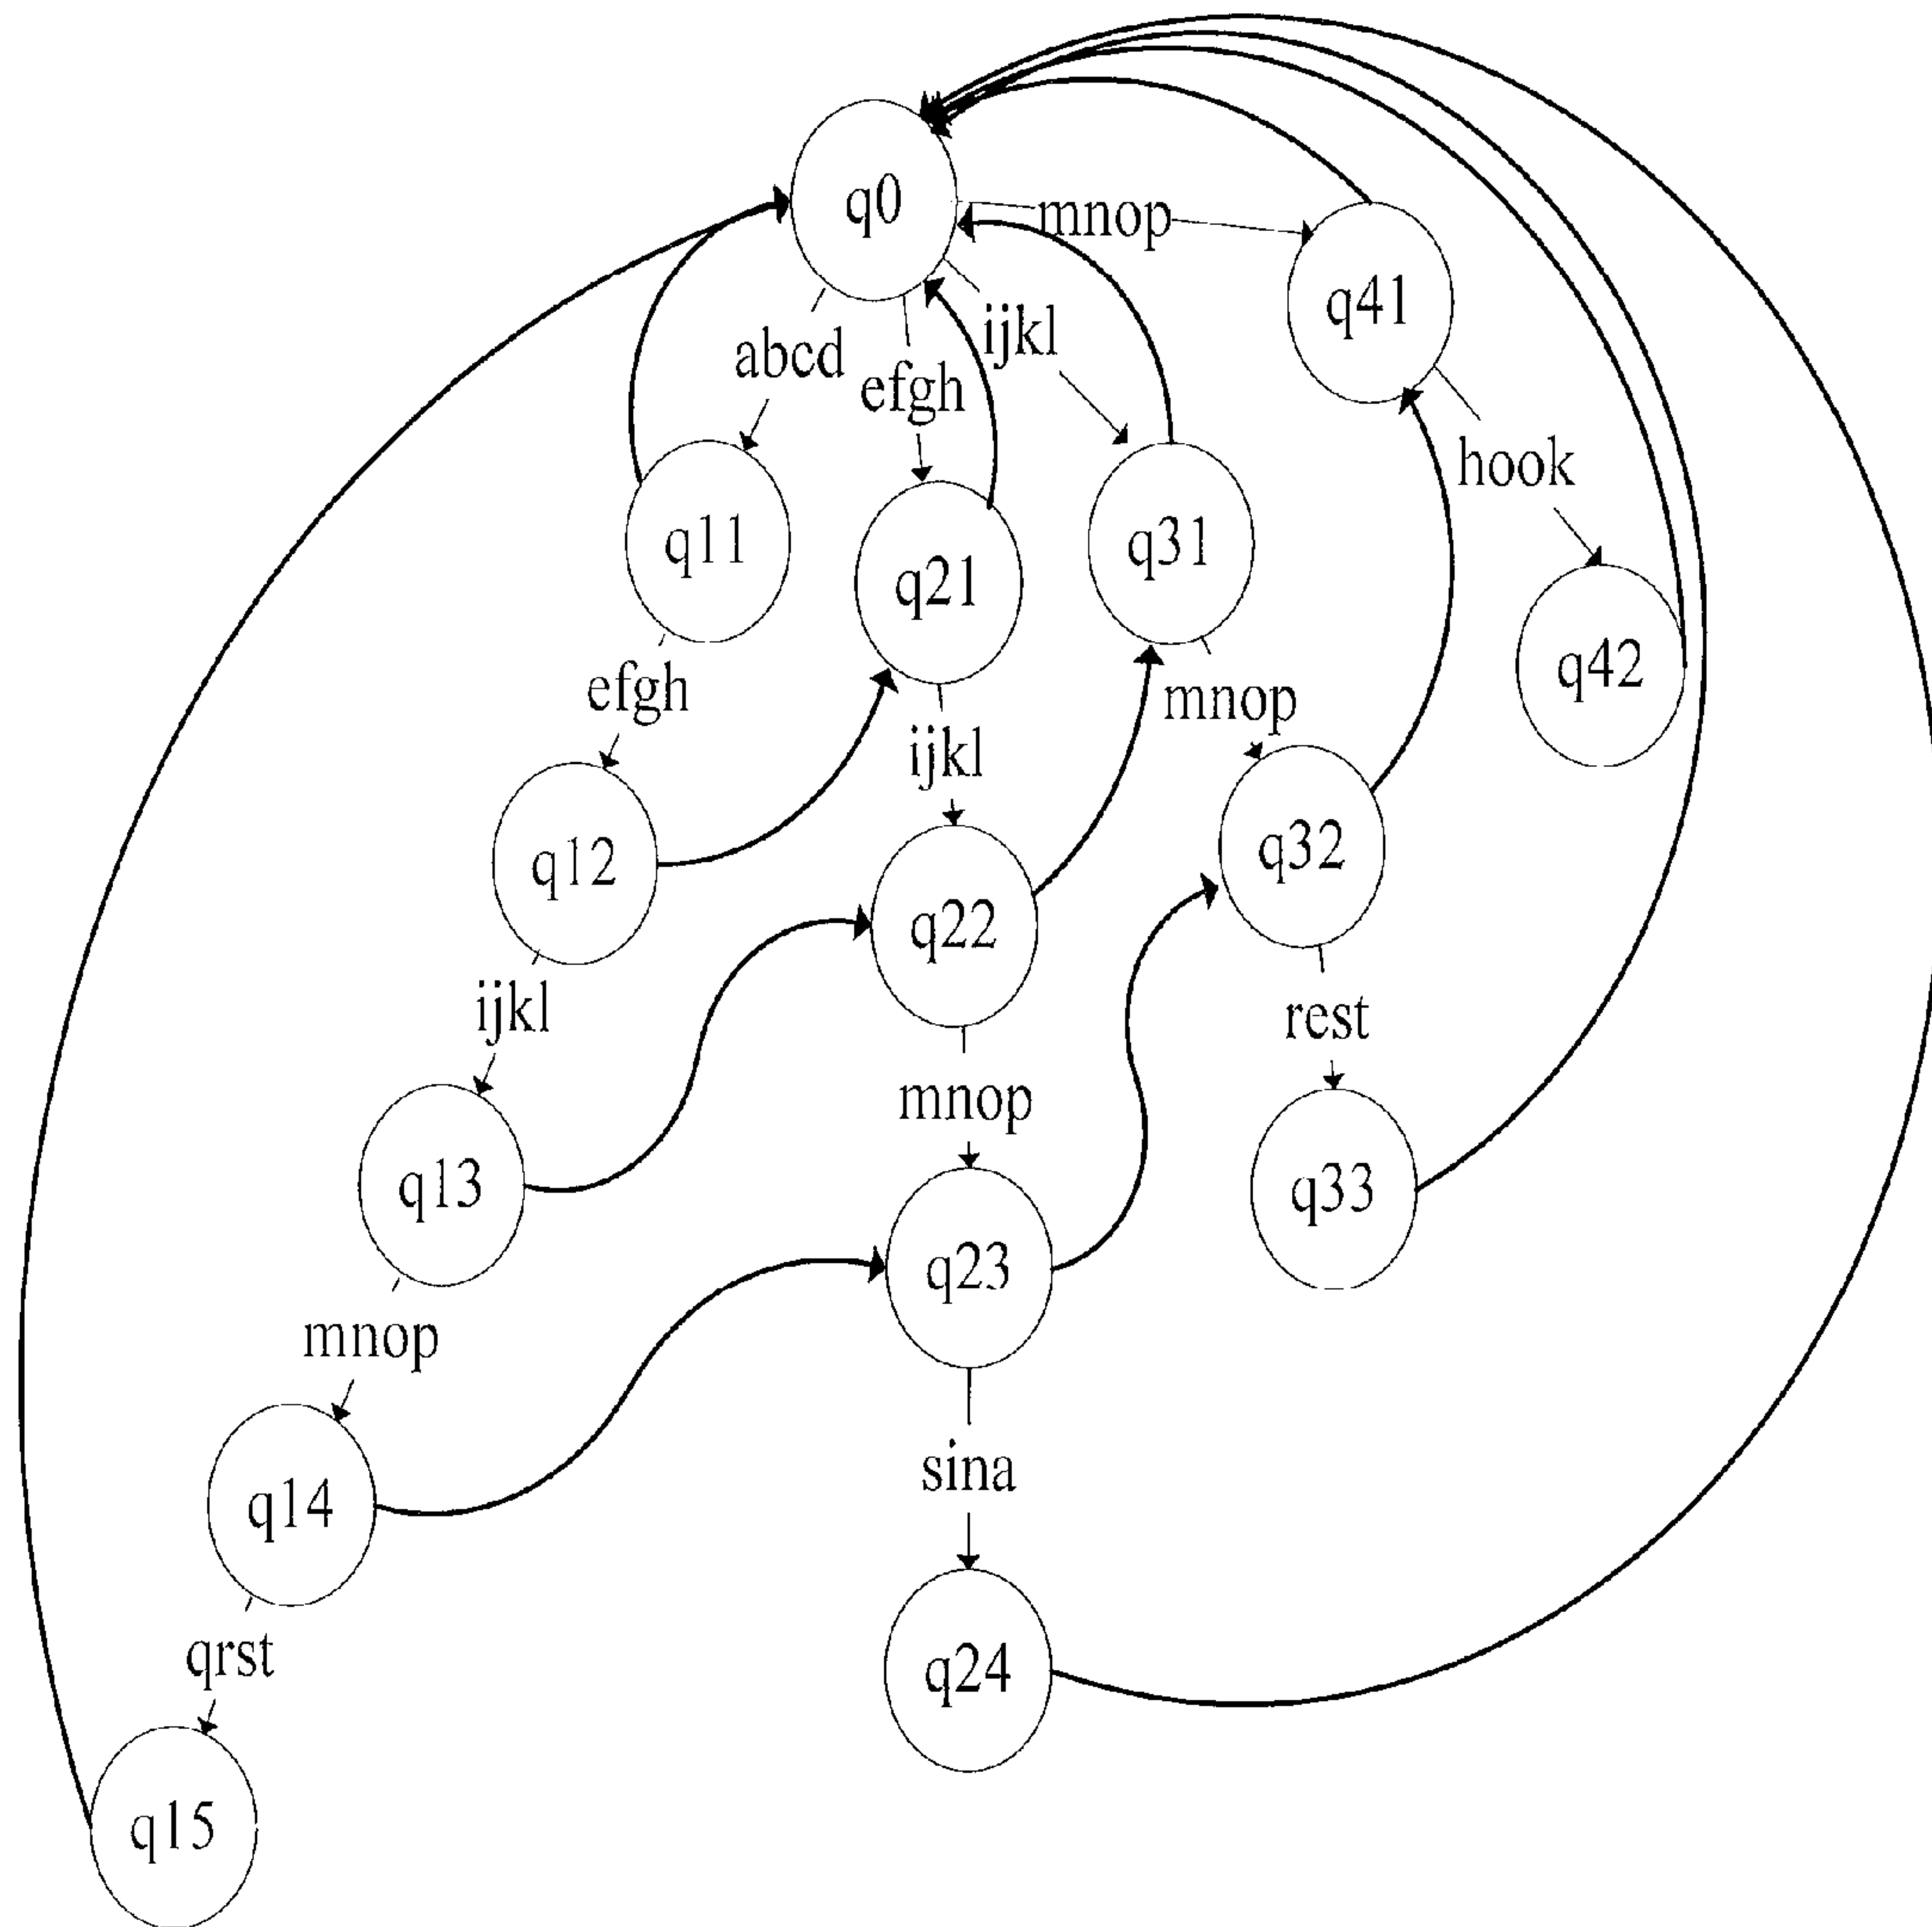 q0
mnop
q41
ijkl
abcd
efgh
hook
q11
q31
q21
q42
efgh
mnop
ijkl
q32
q12
q22
ijkl
rest
mnop
q13
q33
q23
mnop
sina
q14
qrst
q24
q15